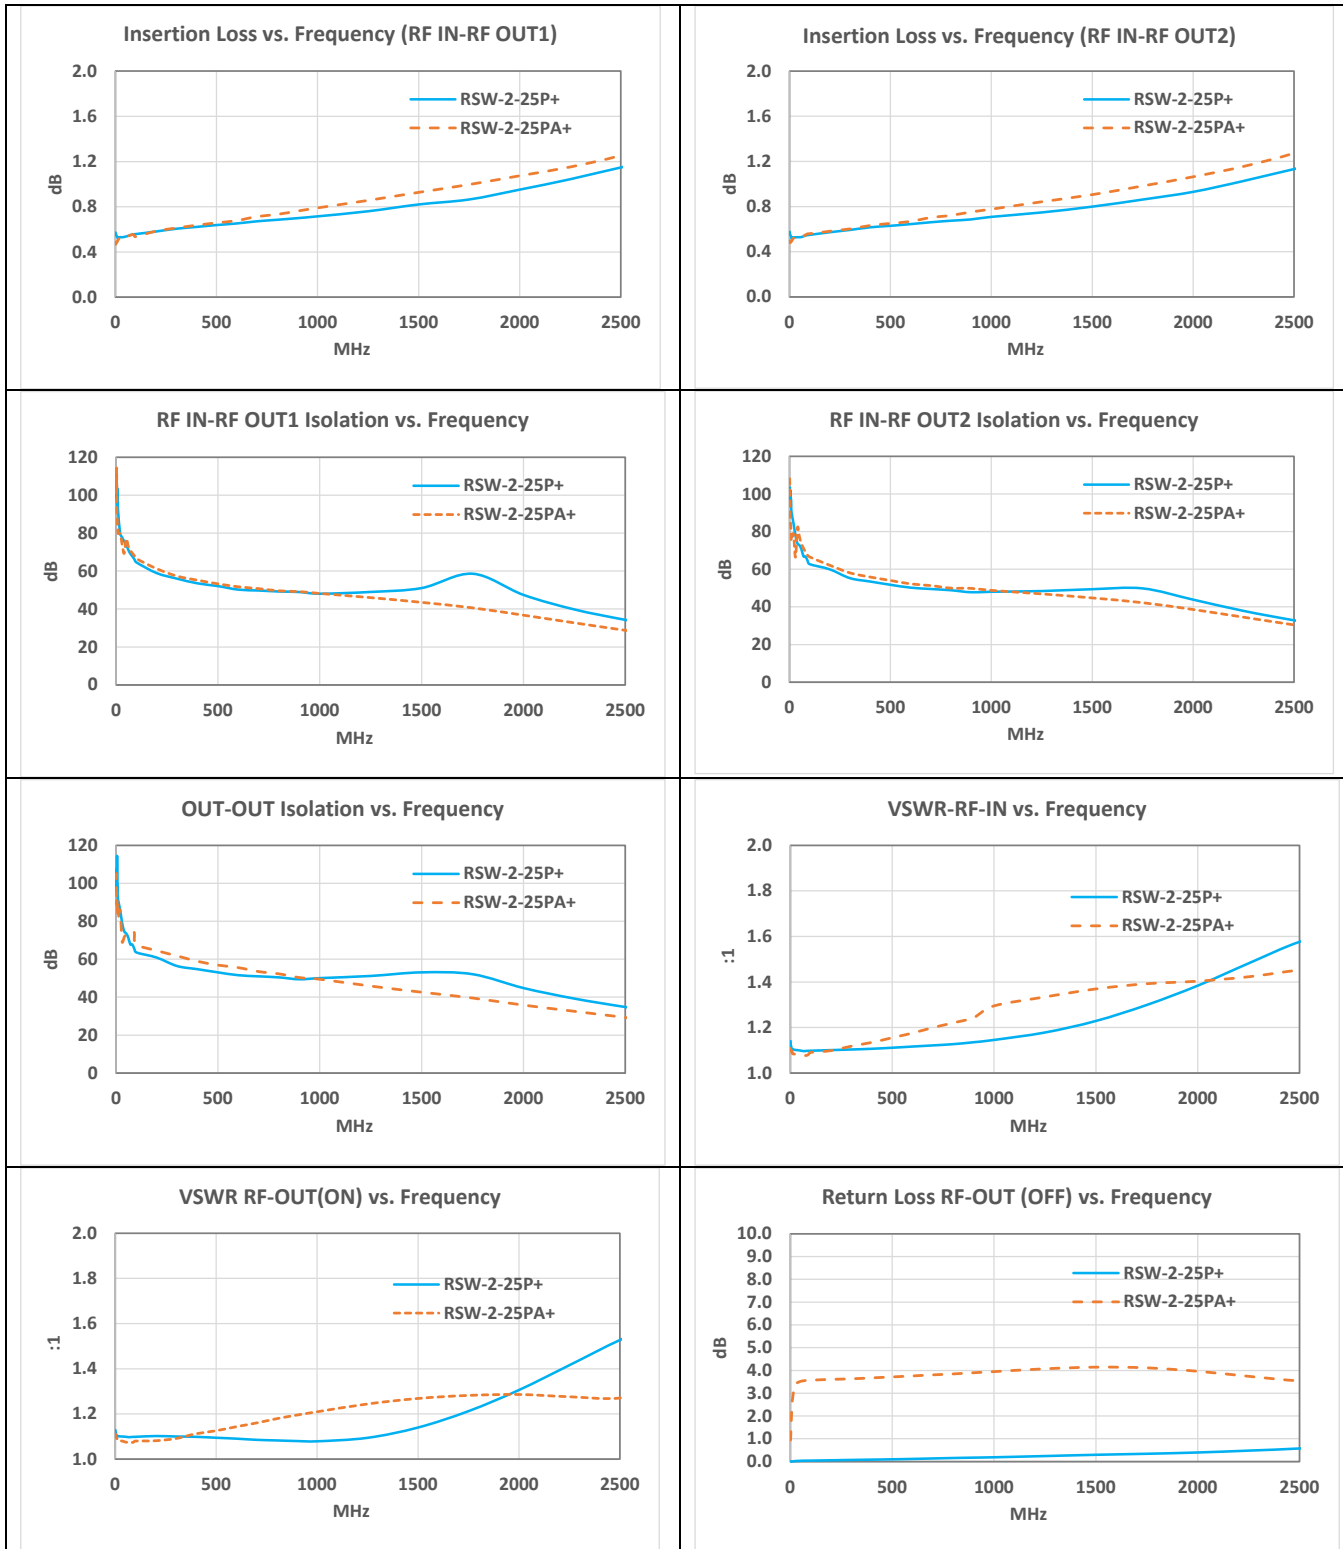 Insertion Loss vs. Frequency (RF IN-RF OUT1)
2.0
1.6
1.2
0.8
0.4
0.0
dB
RSW-2-25P+
RSW-2-25PA+
0 500 1000 1500 2000 2500
MHz
Insertion Loss vs. Frequency (RF IN-RF OUT2)
2.0
1.6
1.2
0.8
0.4
0.0
dB
RSW-2-25P+
RSW-2-25PA+
0 500 1000 1500 2000 2500
MHz
RF IN-RF OUT1 Isolation vs. Frequency
120
100
80
60
40
20
0
dB
RSW-2-25P+
RSW-2-25PA+
0 500 1000 1500 2000 2500
MHz
RF IN-RF OUT2 Isolation vs. Frequency
120
100
80
60
40
20
0
dB
RSW-2-25P+
RSW-2-25PA+
0 500 1000 1500 2000 2500
MHz
OUT-OUT Isolation vs. Frequency
120
100
80
60
40
20
0
dB
RSW-2-25P+
RSW-2-25PA+
0 500 1000 1500 2000 2500
MHz
VSWR-RF-IN vs. Frequency
2.0
1.8
1.6
1.4
1.2
1.0
:1
RSW-2-25P+
RSW-2-25PA+
0 500 1000 1500 2000 2500
MHz
VSWR RF-OUT(ON) vs. Frequency
2.0
1.8
1.6
1.4
1.2
1.0
:1
RSW-2-25P+
RSW-2-25PA+
0 500 1000 1500 2000 2500
MHz
Return Loss RF-OUT (OFF) vs. Frequency
10.0
9.0
8.0
7.0
6.0
5.0
4.0
3.0
2.0
1.0
0.0
dB
RSW-2-25P+
RSW-2-25PA+
0 500 1000 1500 2000 2500
MHz